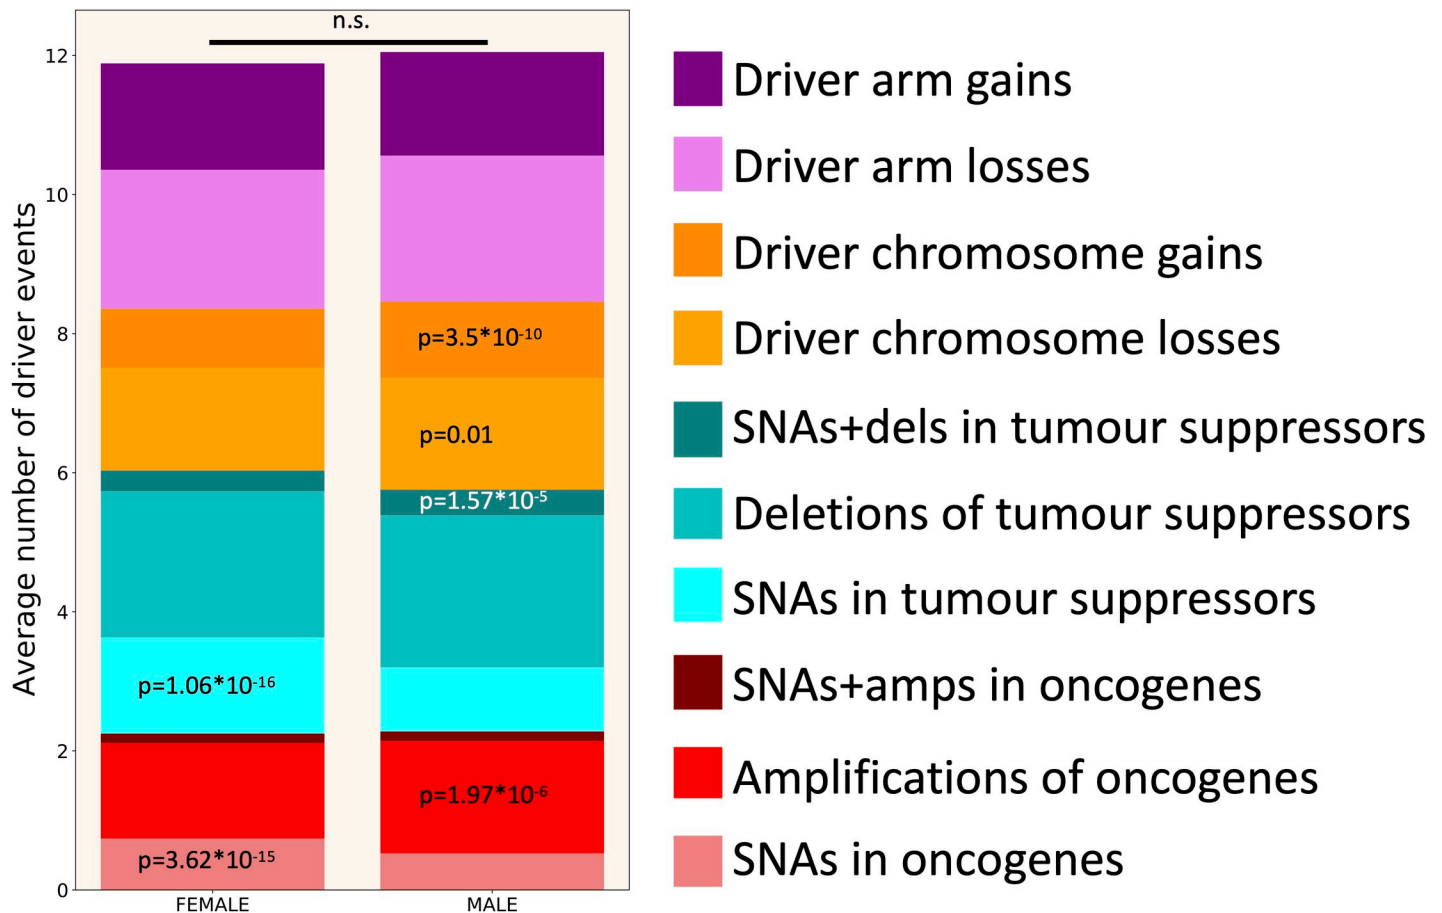 n.s.
12
10
8
6
4
2
0
Average number of driver events
p=3.5*10-10
p=0.01
p=1.57*10-5
p=1.06*10-16
p=1.97*10-6
p=3.62*10-15
FEMALE
MALE
Driver arm gains
Driver arm losses
Driver chromosome gains
Driver chromosome losses
SNAs+dels in tumour suppressors
Deletions of tumour suppressors
SNAs in tumour suppressors
SNAs+amps in oncogenes
Amplifications of oncogenes
SNAs in oncogenes